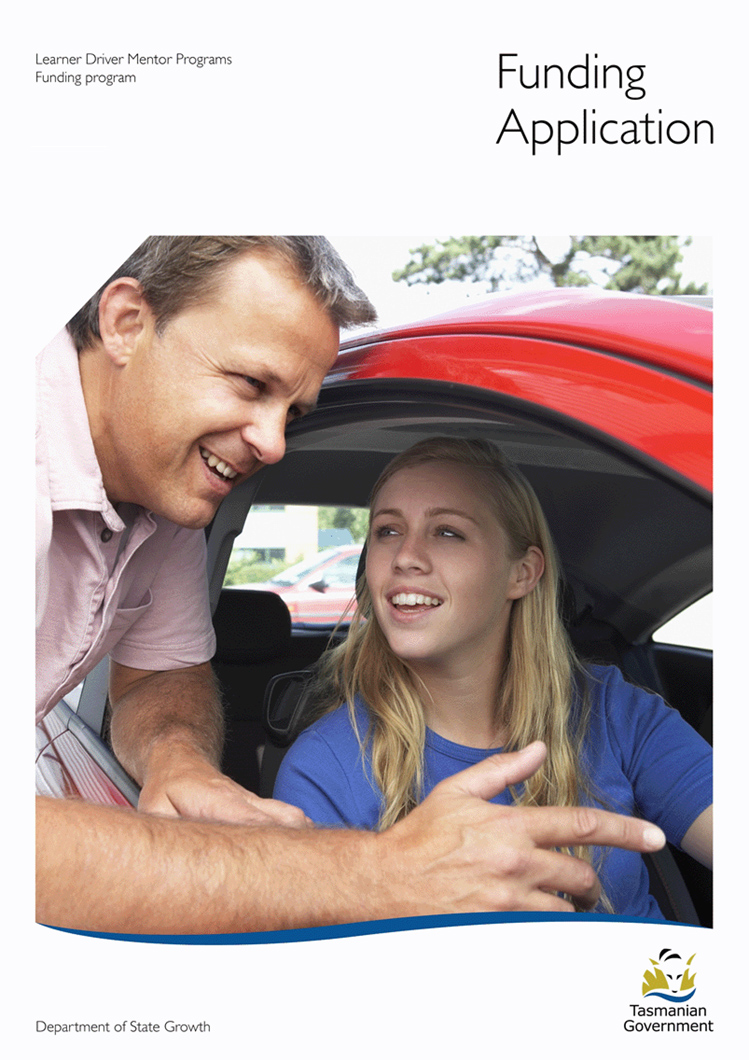 Learner Driver Mentor Programs
Funding program
Funding
Application
Tasmanian
Government
Department of State Growth